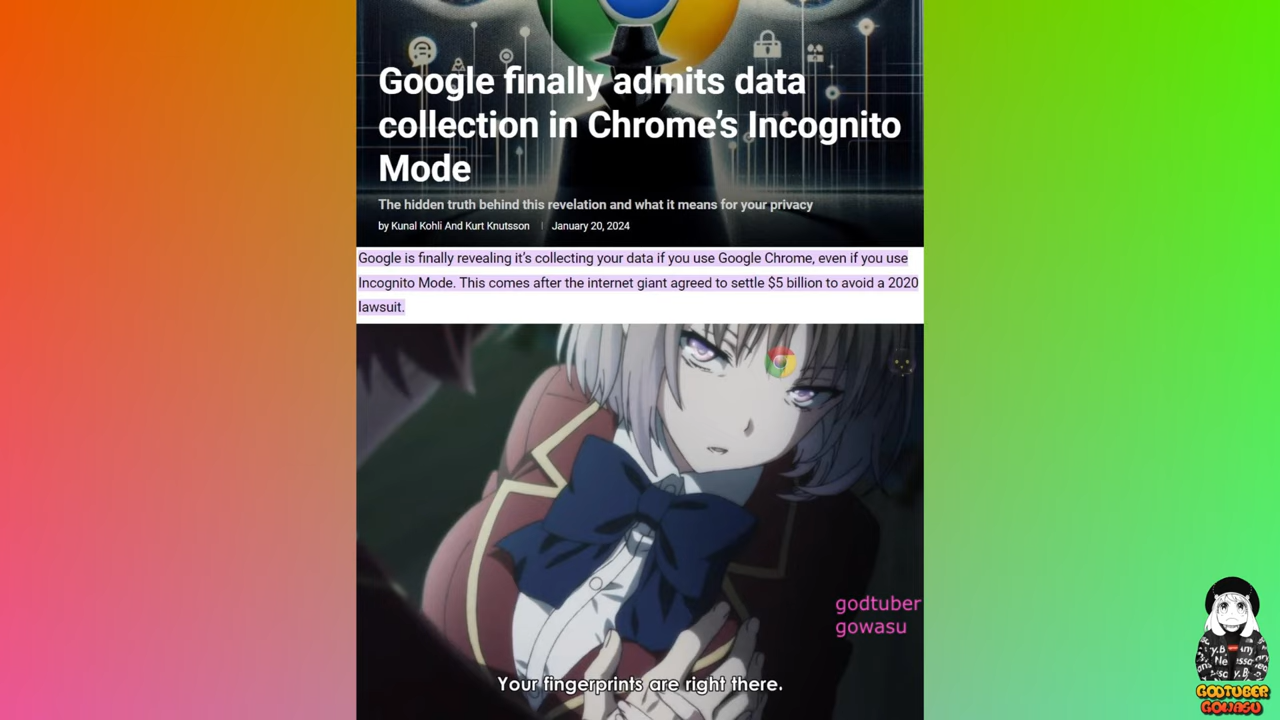 Google finally admits data
collection in Chrome’s Incognito
Mode
The hidden truth behind this revelation and what it means for your privacy
by Kunal Kohli And Kurt Knutsson | January 20, 2024
Google is finally revealing it’s collecting your data if you use Google Chrome, even if you use
Incognito Mode. This comes after the internet giant agreed to settle $5 billion to avoid a 2020
lawsuit.
godtuber
gowasu
Your fingerprints are right there.
GODTUBER
GOWASU